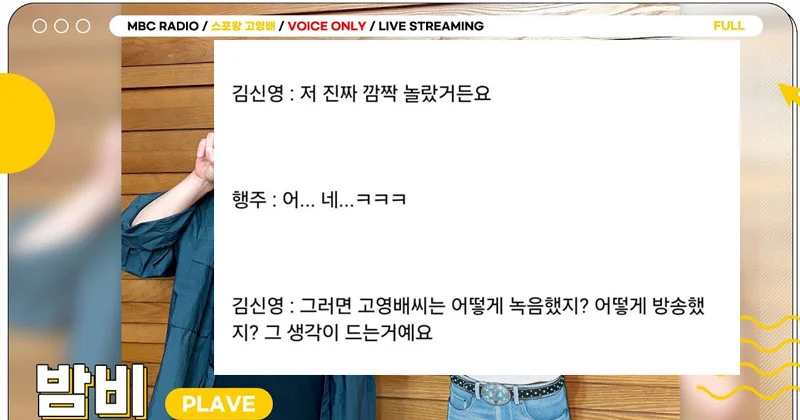 MBC RADIO / 스포왕 고영배 / VOICE ONLY / LIVE STREAMING
FULL
김신영 : 저 진짜 깜짝 놀랐거든요
행주 : 어... 네...ㅋㅋㅋ
김신영 : 그러면 고영배씨는 어떻게 녹음했지? 어떻게 방송했
지? 그 생각이 드는거예요
밤비
PLAVE